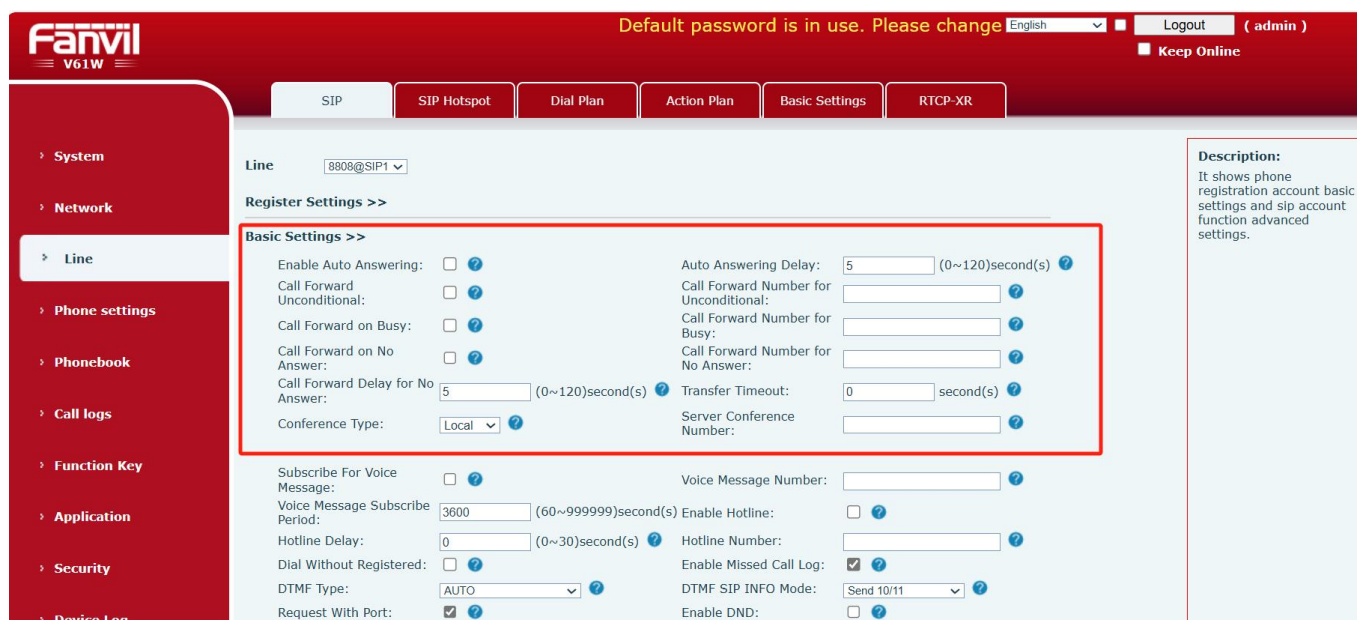 Default password is in use. Please change English Logout ( admin )
Fanvil
V61W
Keep Online
SIP SIP Hotspot Dial Plan Action Plan Basic Settings RTCP-XR
System
Network
Line
Phone settings
Phonebook
Call logs
Function Key
Application
Security
Device Log
Line 8808@SIP1
Register Settings >>
Basic Settings >>
Enable Auto Answering: ? Auto Answering Delay: 5 (0~120)second(s) ?
Call Forward Unconditional: ? Call Forward Number for Unconditional: ?
Call Forward on Busy: ? Call Forward Number for Busy: ?
Call Forward on No Answer: ? Call Forward Number for No Answer: ?
Call Forward Delay for No Answer: 5 (0~120)second(s) ? Transfer Timeout: 0 second(s) ?
Conference Type: Local ? Server Conference Number: ?
Subscribe For Voice Message: ? Voice Message Number: ?
Voice Message Subscribe Period: 3600 (60~999999)second(s) Enable Hotline: ?
Hotline Delay: 0 (0~30)second(s) ? Hotline Number: ?
Dial Without Registered: ? Enable Missed Call Log: ?
DTMF Type: AUTO ? DTMF SIP INFO Mode: Send 10/11 ?
Request With Port: ? Enable DND: ?
Description:
It shows phone
registration account basic
settings and sip account
function advanced
settings.